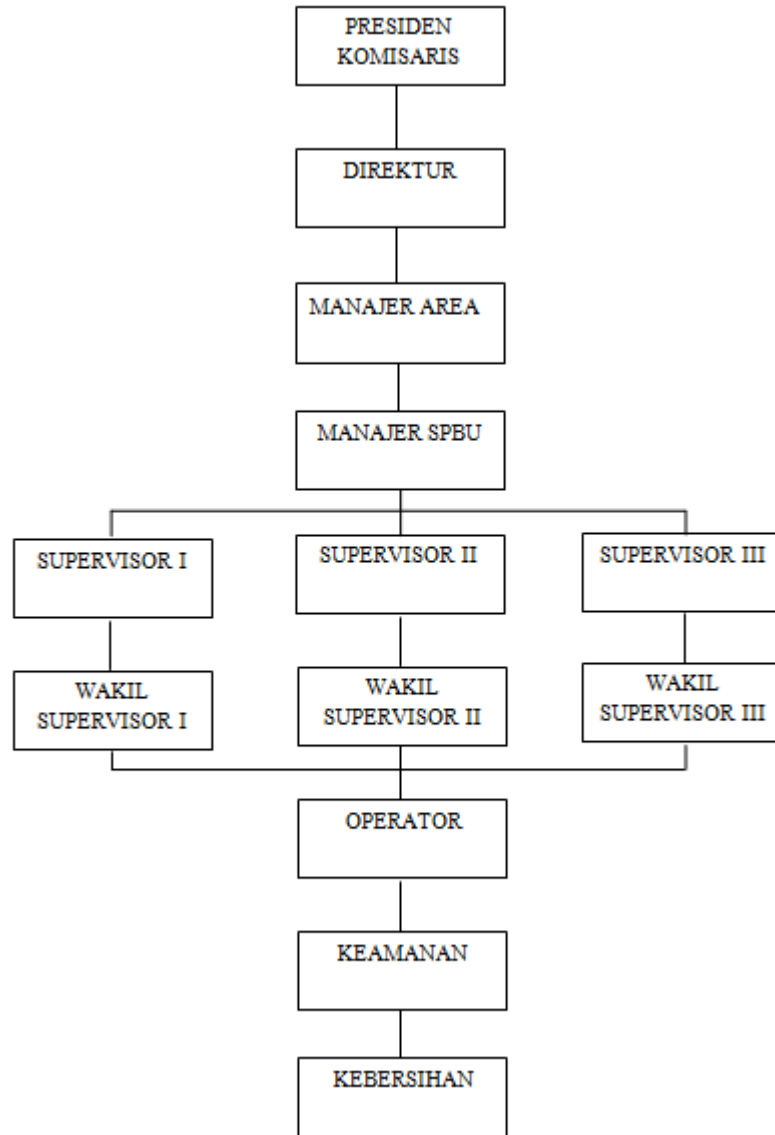 PRESIDEN
KOMISARIS
DIREKTUR
MANAJER AREA
MANAJER SPBU
SUPERVISOR I
SUPERVISOR II
SUPERVISOR III
WAKIL
SUPERVISOR I
WAKIL
SUPERVISOR II
WAKIL
SUPERVISOR III
OPERATOR
KEAMANAN
KEBERSIHAN